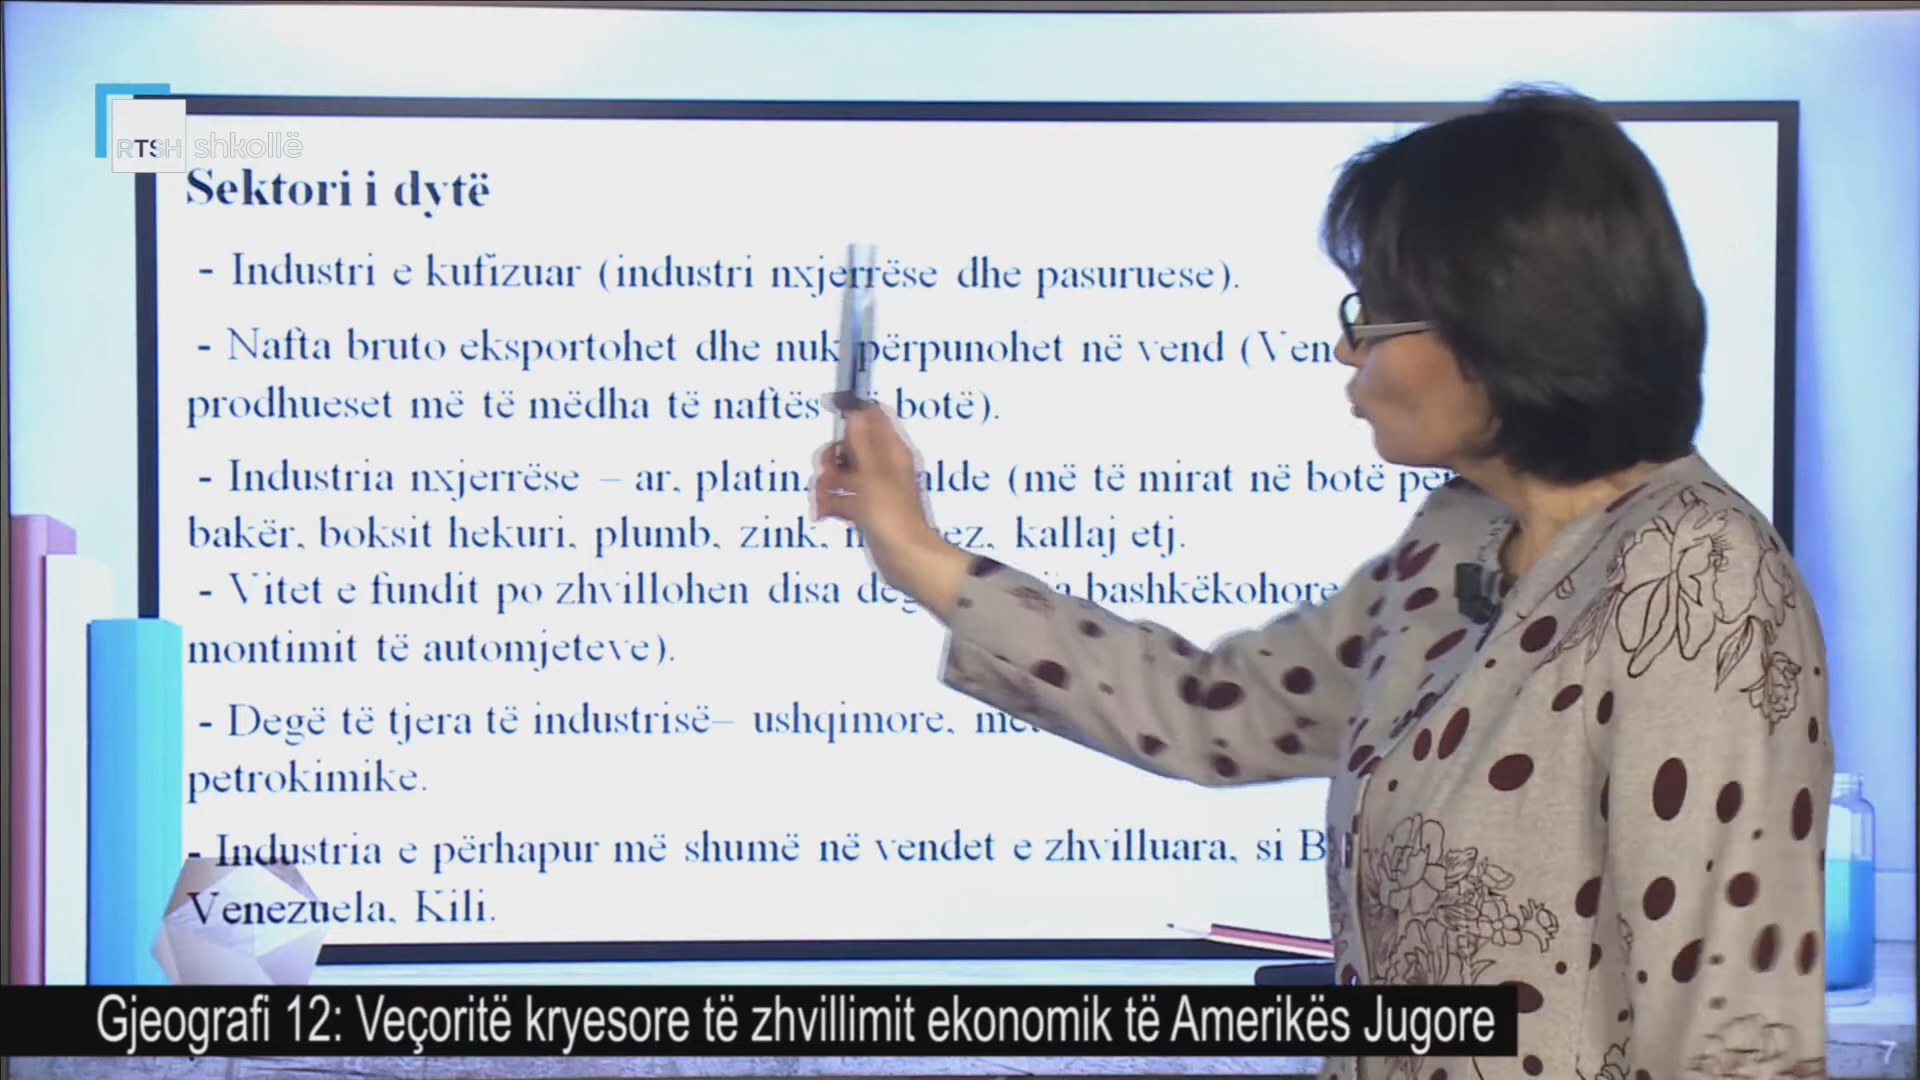 RTSH shkollë
Sektori i dytë
- Industri e kufizuar (industri nxjerrëse dhe pasuruese).
- Nafta bruto eksportohet dhe nuk përpunohet në vend (
prodhueset më të mëdha të naftës botë).
- Industria nxjerrëse – ar, platin, (më të mirat në botë
bakër, boksit hekuri, plumb, zink, kallaj etj.
- Vitet e fundit po zhvillohen disa bashkëkohore
montimit të automjeteve).
- Degë të tjera të industrisë– ushqimore,
petrokimike.
- Industria e përhapur më shumë në vendet e zhvilluara, si
Venezuela, Kili.
Gjeografi 12: Veçoritë kryesore të zhvillimit ekonomik të Amerikës Jugore